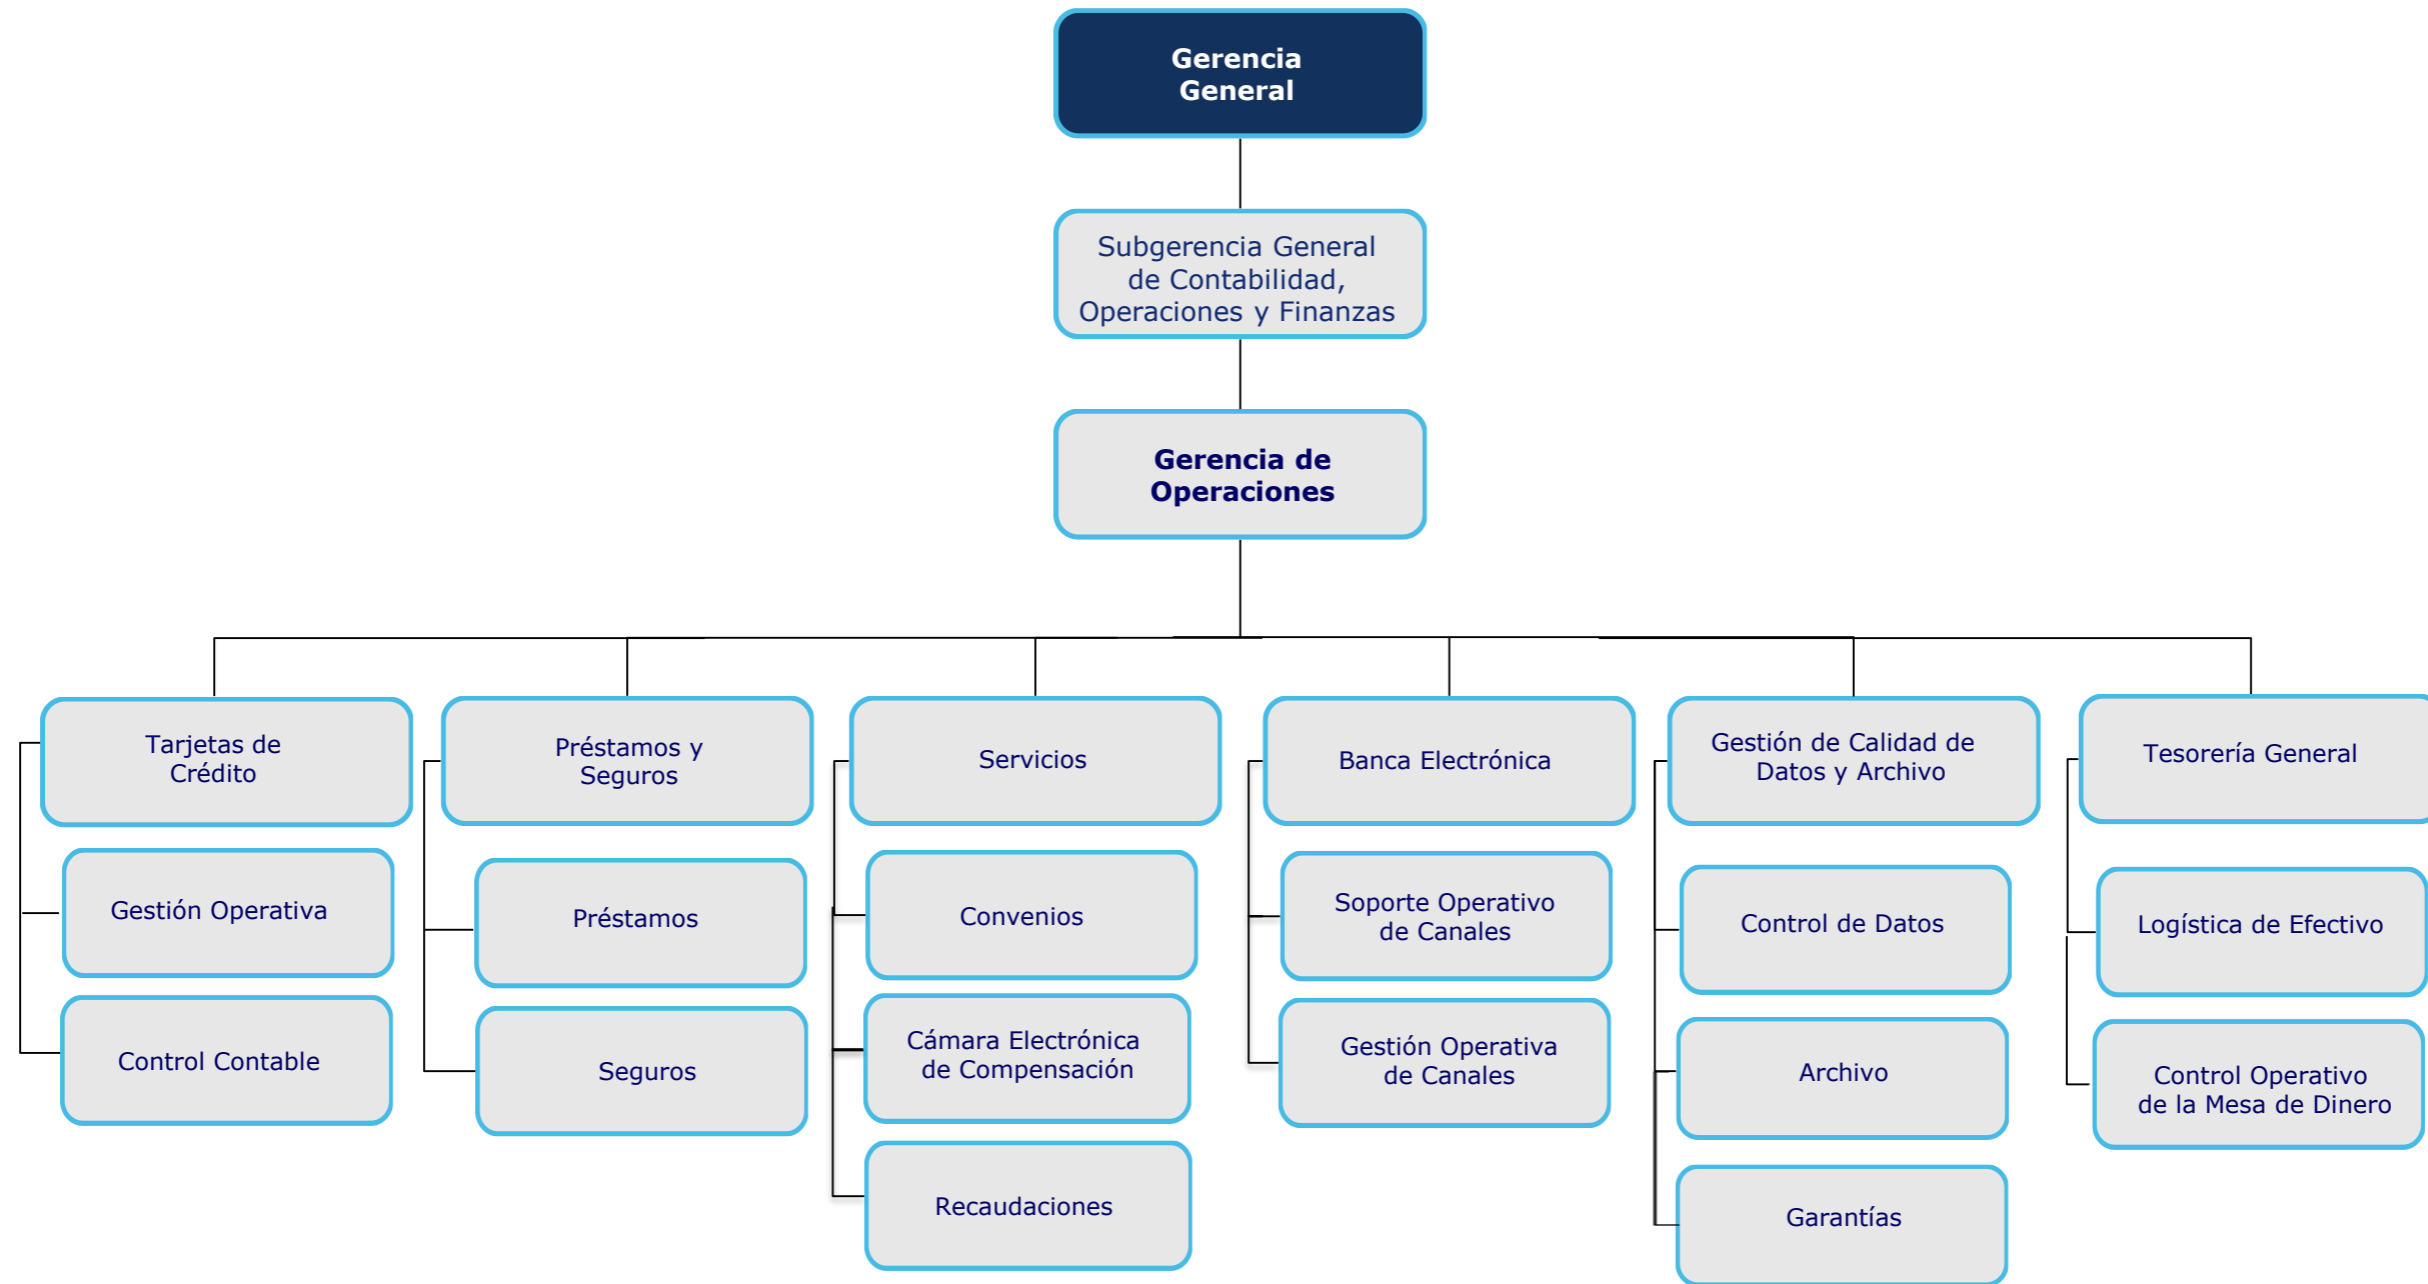 Gerencia
General
Subgerencia General
de Contabilidad,
Operaciones y Finanzas
Gerencia de
Operaciones
Tarjetas de
Crédito
Gestión Operativa
Control Contable
Préstamos y
Seguros
Préstamos
Seguros
Servicios
Convenios
Cámara Electrónica
de Compensación
Recaudaciones
Banca Electrónica
Soporte Operativo
de Canales
Gestión Operativa
de Canales
Gestión de Calidad de
Datos y Archivo
Control de Datos
Archivo
Garantías
Tesorería General
Logística de Efectivo
Control Operativo
de la Mesa de Dinero